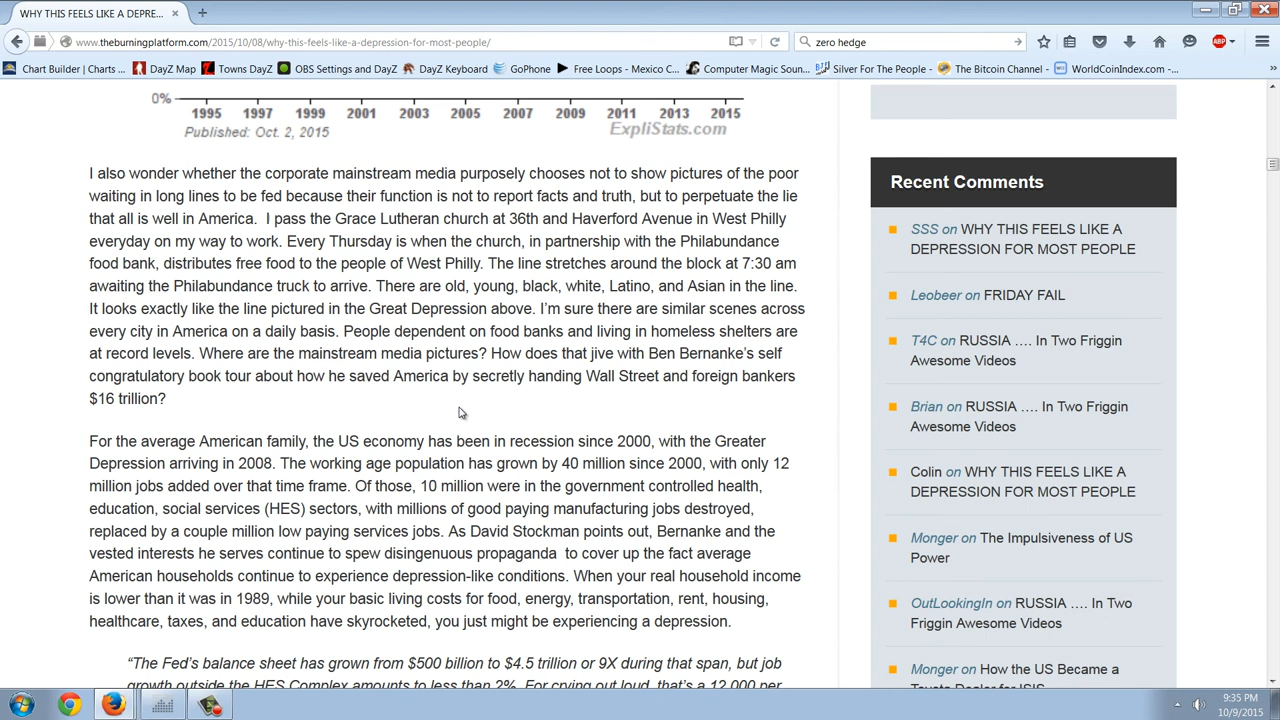 WHY THIS FEELS LIKE A DEPRE...
www.theburningplatform.com/2015/10/08/why-this-feels-like-a-depression-for-most-people/
zero hedge
ABP
Chart Builder | Charts ...
DayZ Map
Towns DayZ
OBS Settings and DayZ
DayZ Keyboard
GoPhone
Free Loops - Mexico C...
Computer Magic Soun...
Silver For The People -
The Bitcoin Channel -
WorldCoinIndex.com -...
0%
1995 1997 1999 2001 2003 2005 2007 2009 2011 2013 2015
Published: Oct. 2, 2015
ExpliStats.com
I also wonder whether the corporate mainstream media purposely chooses not to show pictures of the poor
waiting in long lines to be fed because their function is not to report facts and truth, but to perpetuate the lie
that all is well in America.  I pass the Grace Lutheran church at 36th and Haverford Avenue in West Philly
everyday on my way to work. Every Thursday is when the church, in partnership with the Philabundance
food bank, distributes free food to the people of West Philly. The line stretches around the block at 7:30 am
awaiting the Philabundance truck to arrive. There are old, young, black, white, Latino, and Asian in the line.
It looks exactly like the line pictured in the Great Depression above. I'm sure there are similar scenes across
every city in America on a daily basis. People dependent on food banks and living in homeless shelters are
at record levels. Where are the mainstream media pictures? How does that jive with Ben Bernanke's self
congratulatory book tour about how he saved America by secretly handing Wall Street and foreign bankers
$16 trillion?
For the average American family, the US economy has been in recession since 2000, with the Greater
Depression arriving in 2008. The working age population has grown by 40 million since 2000, with only 12
million jobs added over that time frame. Of those, 10 million were in the government controlled health,
education, social services (HES) sectors, with millions of good paying manufacturing jobs destroyed,
replaced by a couple million low paying services jobs. As David Stockman points out, Bernanke and the
vested interests he serves continue to spew disingenuous propaganda  to cover up the fact average
American households continue to experience depression-like conditions. When your real household income
is lower than it was in 1989, while your basic living costs for food, energy, transportation, rent, housing,
healthcare, taxes, and education have skyrocketed, you just might be experiencing a depression.
“The Fed's balance sheet has grown from $500 billion to $4.5 trillion or 9X during that span, but job
growth outside the HES Complex amounts to less than 2%. For crying out loud, that's a 12,000 per
Recent Comments
SSS on WHY THIS FEELS LIKE A
DEPRESSION FOR MOST PEOPLE
Leobeer on FRIDAY FAIL
T4C on RUSSIA …. In Two Friggin
Awesome Videos
Brian on RUSSIA …. In Two Friggin
Awesome Videos
Colin on WHY THIS FEELS LIKE A
DEPRESSION FOR MOST PEOPLE
Monger on The Impulsiveness of US
Power
OutLookingIn on RUSSIA …. In Two
Friggin Awesome Videos
Monger on How the US Became a
Toyota Dealer for ISIS
9:35 PM
10/9/2015